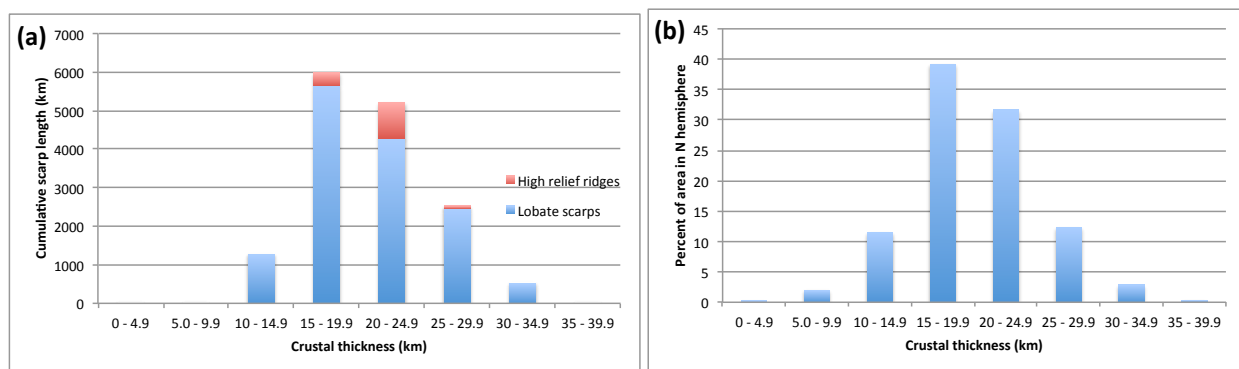 (a)
Cumulative scarp length (km)
7000
6000
5000
4000
3000
2000
1000
0
0 - 4.9 5.0 - 9.9 10 - 14.9 15 - 19.9 20 - 24.9 25 - 29.9 30 - 34.9 35 - 39.9
Crustal thickness (km)
High relief ridges
Lobate scarps
(b)
Percent of area in N hemisphere
45
40
35
30
25
20
15
10
5
0
0 - 4.9 5.0 - 9.9 10 - 14.9 15 - 19.9 20 - 24.9 25 - 29.9 30 - 34.9 35 - 39.9
Crustal thickness (km)